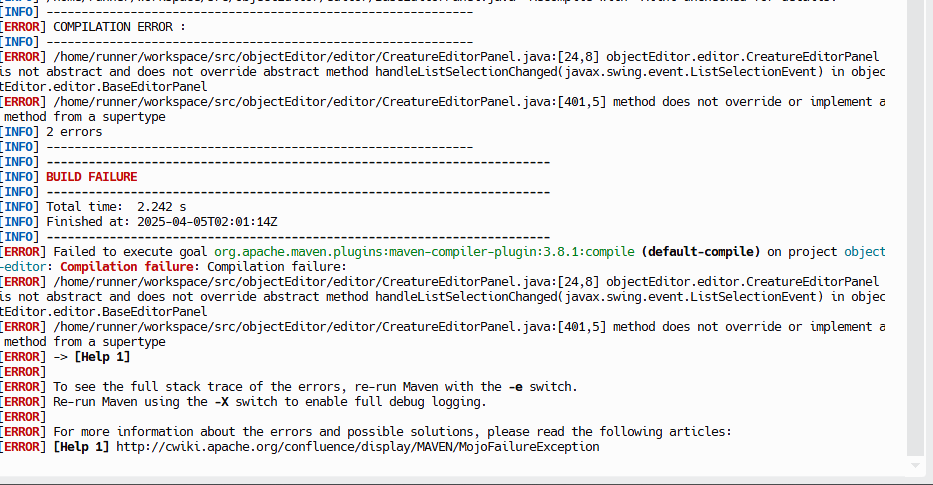 [INFO] -------------------------------------------------------------
[ERROR] COMPILATION ERROR :
[INFO] -------------------------------------------------------------
[ERROR] /home/runner/workspace/src/objectEditor/editor/CreatureEditorPanel.java:[24,8] objectEditor.editor.CreatureEditorPanel
is not abstract and does not override abstract method handleListSelectionChanged(javax.swing.event.ListSelectionEvent) in objec
tEditor.editor.BaseEditorPanel
[ERROR] /home/runner/workspace/src/objectEditor/editor/CreatureEditorPanel.java:[401,5] method does not override or implement a
method from a supertype
[INFO] 2 errors
[INFO] -------------------------------------------------------------
[INFO] ------------------------------------------------------------------------
[INFO] BUILD FAILURE
[INFO] ------------------------------------------------------------------------
[INFO] Total time:  2.242 s
[INFO] Finished at: 2025-04-05T02:01:14Z
[INFO] ------------------------------------------------------------------------
[ERROR] Failed to execute goal org.apache.maven.plugins:maven-compiler-plugin:3.8.1:compile (default-compile) on project object
-editor: Compilation failure: Compilation failure:
[ERROR] /home/runner/workspace/src/objectEditor/editor/CreatureEditorPanel.java:[24,8] objectEditor.editor.CreatureEditorPanel
is not abstract and does not override abstract method handleListSelectionChanged(javax.swing.event.ListSelectionEvent) in objec
tEditor.editor.BaseEditorPanel
[ERROR] /home/runner/workspace/src/objectEditor/editor/CreatureEditorPanel.java:[401,5] method does not override or implement a
method from a supertype
[ERROR] -> [Help 1]
[ERROR]
[ERROR] To see the full stack trace of the errors, re-run Maven with the -e switch.
[ERROR] Re-run Maven using the -X switch to enable full debug logging.
[ERROR]
[ERROR] For more information about the errors and possible solutions, please read the following articles:
[ERROR] [Help 1] http://cwiki.apache.org/confluence/display/MAVEN/MojoFailureException